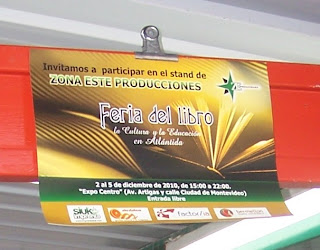 Invitamos a participar en el stand de
ZONA ESTE PRODUCCIONES
Feria del libro
la Cultura y la Educación
en Atlántida
2 al 5 de diciembre de 2010, de 15:00 a 22:00.
"Expo Centro" (Av. Artigas y calle Ciudad de Montevideo)
Entrada libre
factoría